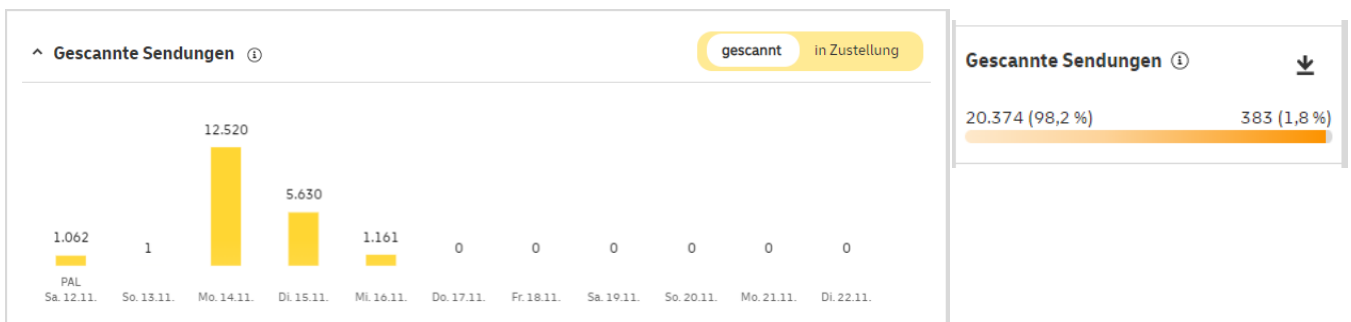 Gescannte Sendungen
gescannt
in Zustellung
12.520
5.630
1.062
1
1.161
0
0
0
0
0
0
PAL
Sa. 12.11.
So. 13.11.
Mo. 14.11.
Di. 15.11.
Mi. 16.11.
Do. 17.11.
Fr. 18.11.
Sa. 19.11.
So. 20.11.
Mo. 21.11.
Di. 22.11.
Gescannte Sendungen
20.374 (98,2 %)
383 (1,8 %)